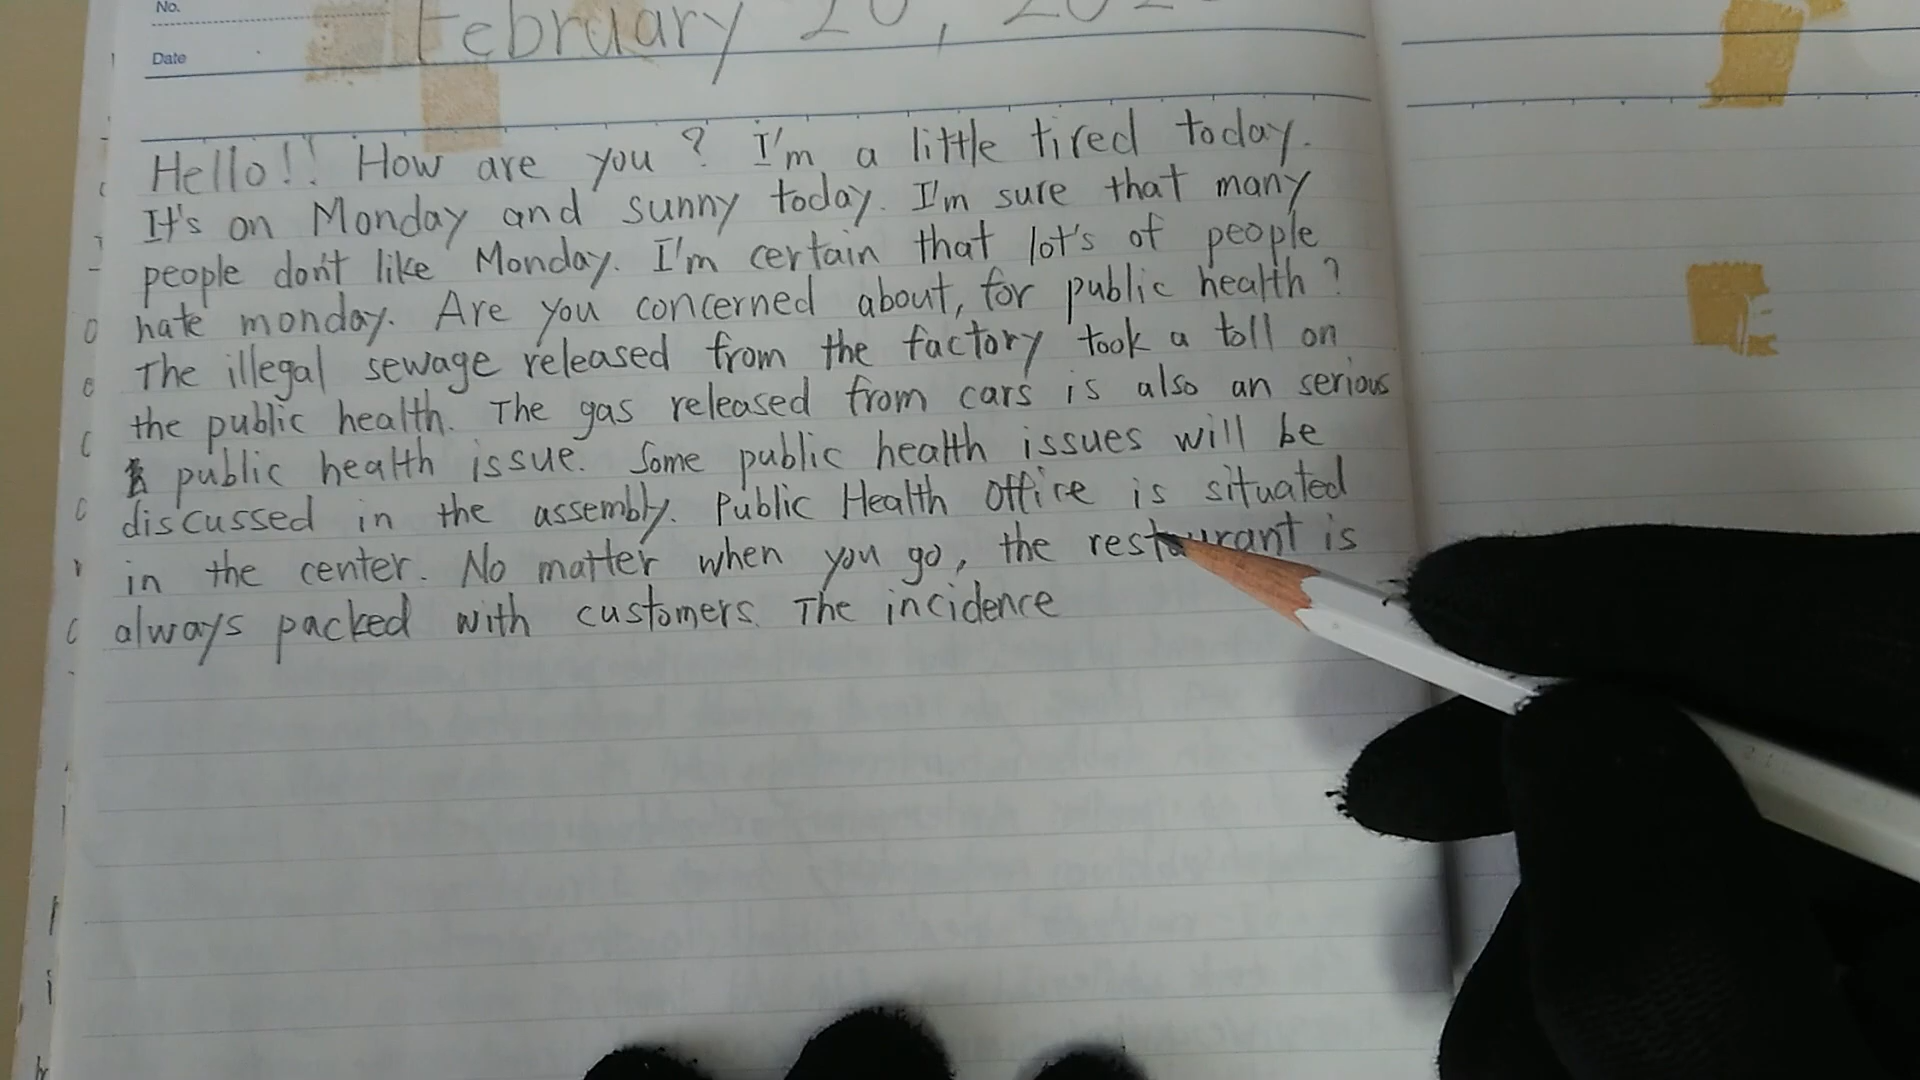 No.
February 20, 202
Date
Hello!! How are you? I'm a little tired today.
It's on Monday and sunny today. I'm sure that many
people don't like Monday. I'm certain that lot's of people
hate monday. Are you concerned about, for public health?
The illegal sewage released from the factory took a toll on
the public health. The gas released from cars is also an serious
public health issue. Some public health issues will be
discussed in the assembly. Public Health Office is situated
in the center. No matter when you go, the restaurant is
always packed with customers. The incidence